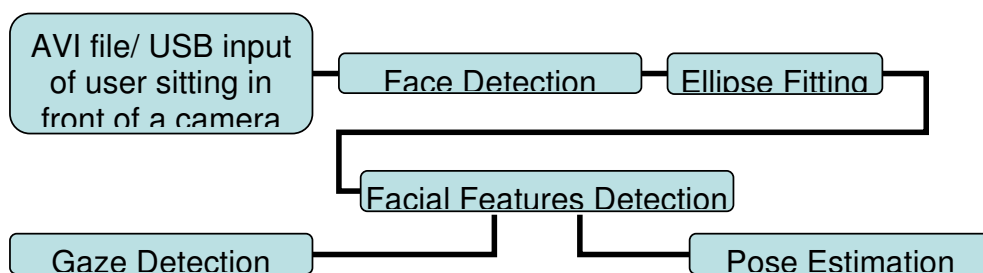 AVI file/ USB input
of user sitting in
front of a camera
Face Detection
Ellipse Fitting
Facial Features Detection
Gaze Detection
Pose Estimation